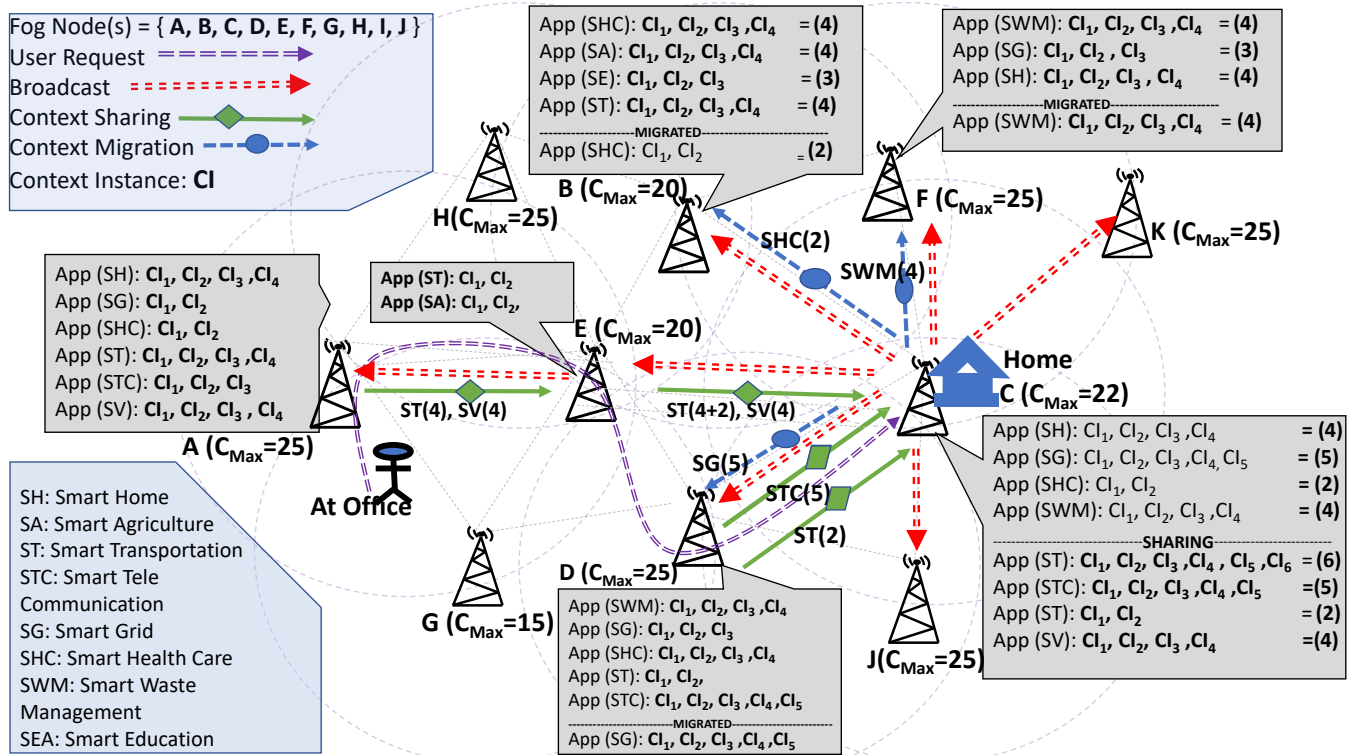 Fog Node(s) = { A, B, C, D, E, F, G, H, I, J }
User Request
Broadcast
Context Sharing
Context Migration
Context Instance: CI
App (SHC): CI₁, CI₂, CI₃ ,CI₄ = (4)
App (SA): CI₁, CI₂, CI₃ ,CI₄ = (4)
App (SE): CI₁, CI₂, CI₃ = (3)
App (ST): CI₁, CI₂, CI₃ ,CI₄ = (4)
MIGRATED
App (SHC): CI₁, CI₂ = (2)
App (SWM): CI₁, CI₂, CI₃ ,CI₄ = (4)
App (SG): CI₁, CI₂ , CI₃ = (3)
App (SH): CI₁, CI₂, CI₃ , CI₄ = (4)
MIGRATED
App (SWM): CI₁, CI₂, CI₃ ,CI₄ = (4)
H(C_Max=25)
B (C_Max=20)
F (C_Max=25)
K (C_Max=25)
SHC(2)
SWM(4)
App (SH): CI₁, CI₂, CI₃ ,CI₄
App (SG): CI₁, CI₂
App (SHC): CI₁, CI₂
App (ST): CI₁, CI₂, CI₃ ,CI₄
App (STC): CI₁, CI₂, CI₃
App (SV): CI₁, CI₂, CI₃ , CI₄
App (ST): CI₁, CI₂
App (SA): CI₁, CI₂,
E (C_Max=20)
Home
C (C_Max=22)
ST(4), SV(4)
ST(4+2), SV(4)
A (C_Max=25)
At Office
SG(5)
STC(5)
ST(2)
App (SH): CI₁, CI₂, CI₃ ,CI₄ = (4)
App (SG): CI₁, CI₂, CI₃ ,CI₄, CI₅ = (5)
App (SHC): CI₁, CI₂ = (2)
App (SWM): CI₁, CI₂, CI₃ ,CI₄ = (4)
SHARING
App (ST): CI₁, CI₂, CI₃ ,CI₄ , CI₅ ,CI₆ = (6)
App (STC): CI₁, CI₂, CI₃ ,CI₄ ,CI₅ =(5)
App (ST): CI₁, CI₂ = (2)
App (SV): CI₁, CI₂, CI₃ ,CI₄ =(4)
SH: Smart Home
SA: Smart Agriculture
ST: Smart Transportation
STC: Smart Tele
Communication
SG: Smart Grid
SHC: Smart Health Care
SWM: Smart Waste
Management
SEA: Smart Education
G (C_Max=15)
D (C_Max=25)
J(C_Max=25)
App (SWM): CI₁, CI₂, CI₃ ,CI₄
App (SG): CI₁, CI₂, CI₃
App (SHC): CI₁, CI₂, CI₃ ,CI₄
App (ST): CI₁, CI₂,
App (STC): CI₁, CI₂, CI₃ ,CI₄,CI₅
MIGRATED
App (SG): CI₁, CI₂, CI₃ ,CI₄ ,CI₅